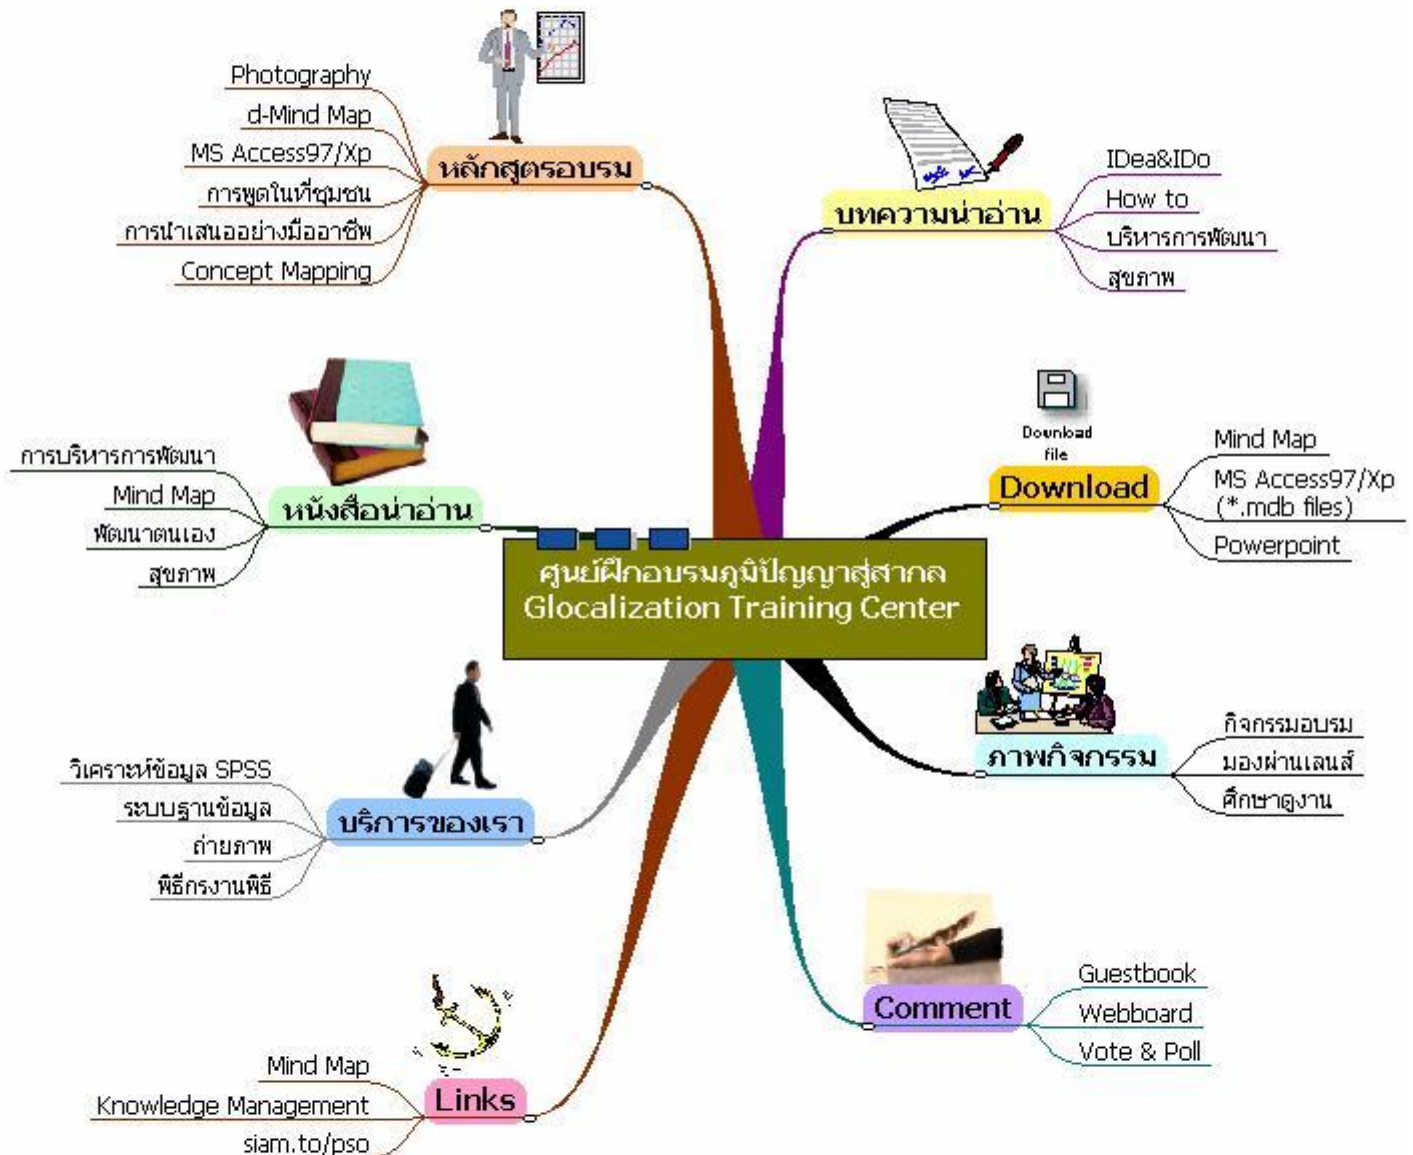 Photography
d-Mind Map
MS Access97/Xp
การพูดในที่ชุมชน
การนำเสนออย่างมืออาชีพ
Concept Mapping
หลักสูตรอบรม
บทความน่าอ่าน
IDea&IDo
How to
บริหารการพัฒนา
สุขภาพ
การบริหารการพัฒนา
Mind Map
พัฒนาตนเอง
สุขภาพ
หนังสือน่าอ่าน
Download
file
Download
Mind Map
MS Access97/Xp
(*.mdb files)
Powerpoint
ศูนย์ฝึกอบรมภูมิปัญญาสู่สากล
Glocalization Training Center
วิเคราะห์ข้อมูล SPSS
ระบบฐานข้อมูล
ถ่ายภาพ
พิธีกรงานพิธี
บริการของเรา
ภาพกิจกรรม
กิจกรรมอบรม
มองผ่านเลนส์
ศึกษาดูงาน
Mind Map
Knowledge Management
siam.to/pso
Links
Comment
Guestbook
Webboard
Vote & Poll